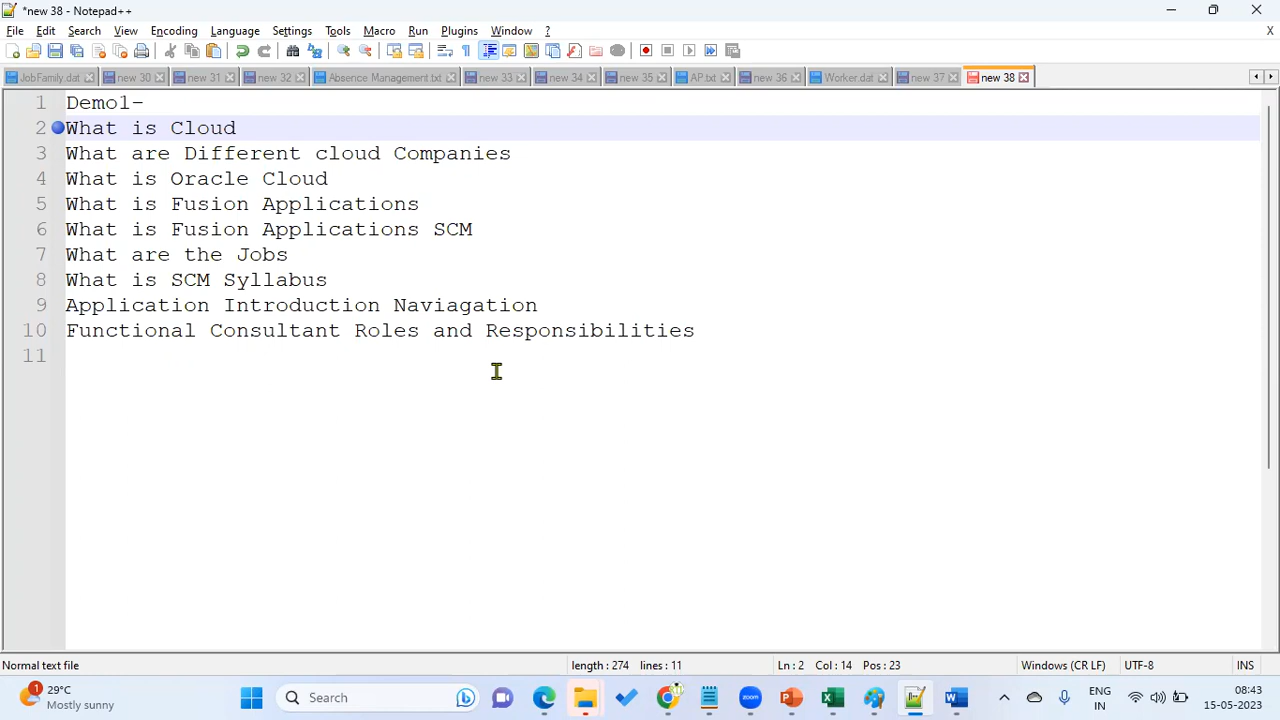 *new 38 - Notepad++
File Edit Search View Encoding Language Settings Tools Macro Run Plugins Window ? X
JobFamily.dat new 30 new 31 new 32 Absence Management.txt new 33 new 34 new 35 AP.txt new 36 Worker.dat new 37 new 38
1 Demo1-
2 What is Cloud
3 What are Different cloud Companies
4 What is Oracle Cloud
5 What is Fusion Applications
6 What is Fusion Applications SCM
7 What are the Jobs
8 What is SCM Syllabus
9 Application Introduction Naviagation
10 Functional Consultant Roles and Responsibilities
11
Normal text file length : 274 lines : 11 Ln : 2 Col : 14 Pos : 23 Windows (CR LF) UTF-8 INS
1 29°C Mostly sunny Search zoom ENG IN 08:43 15-05-2023